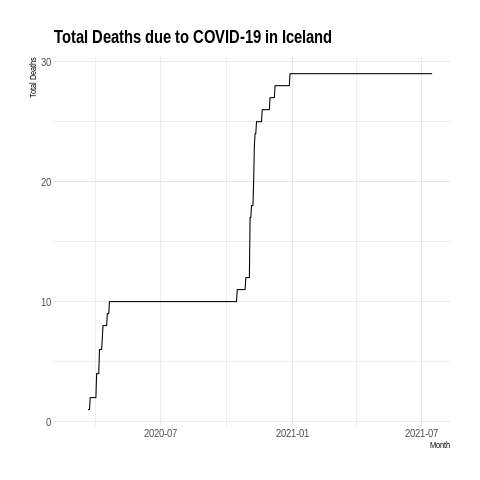 Total Deaths due to COVID-19 in Iceland
Total Deaths
30
20
10
0
2020-07
2021-01
2021-07
Month